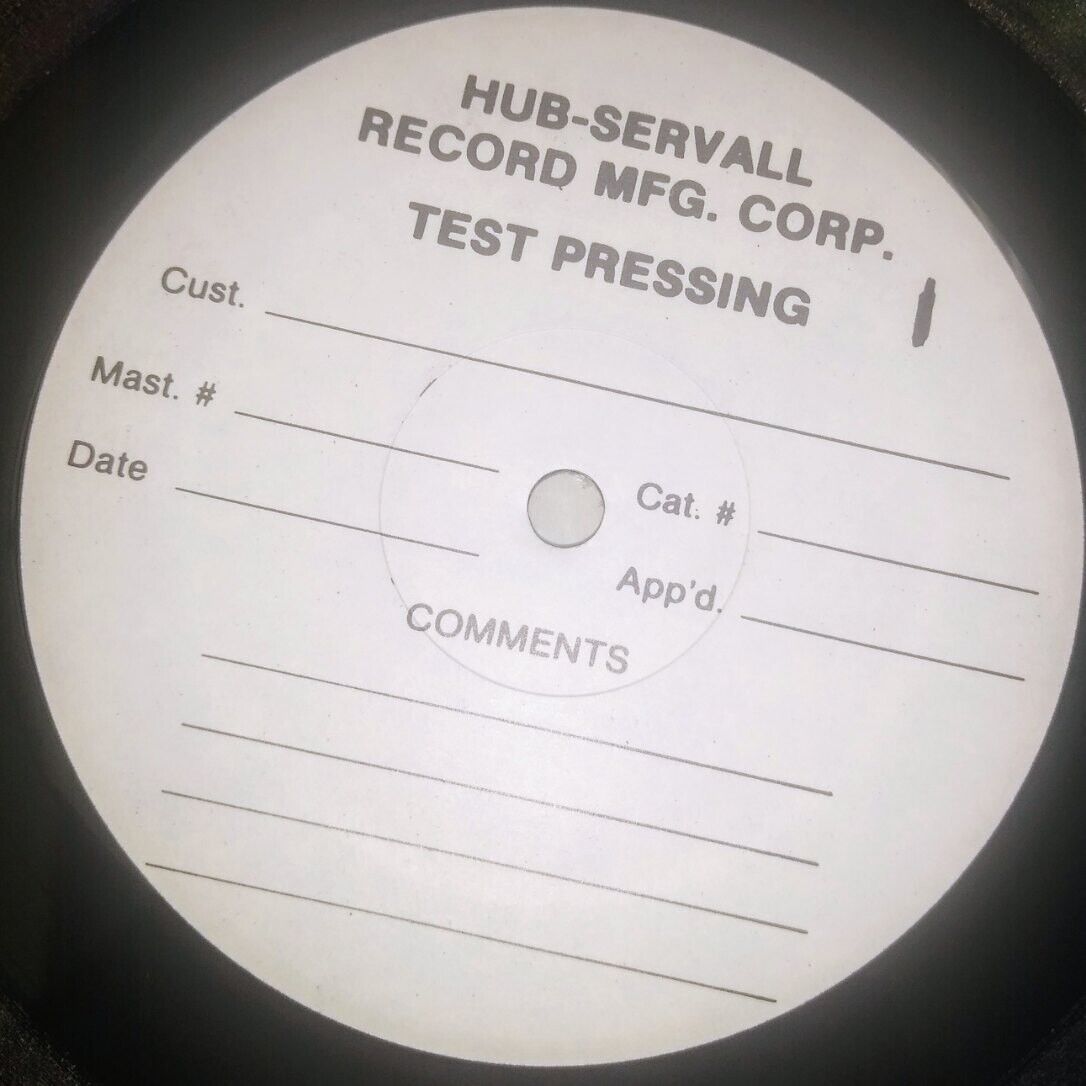 HUB-SERVALL
RECORD MFG. CORP.
TEST PRESSING
1
Cust.
Mast. #
Cat. #
Date
App'd.
COMMENTS